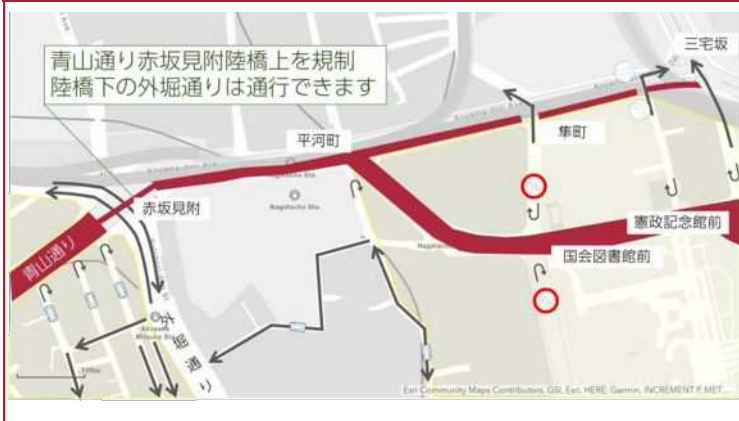 青山通り赤坂見附陸橋上を規制
陸橋下の外堀通りは通行できます
三宅坂
平河町
隼町
赤坂見附
憲政記念館前
国会図書館前
青山通り
外堀通り
Nagatacho Sta.
Esri Community Maps Contributors, GSI, Esri, HERE, Garmin, INCREMENT P, MET...